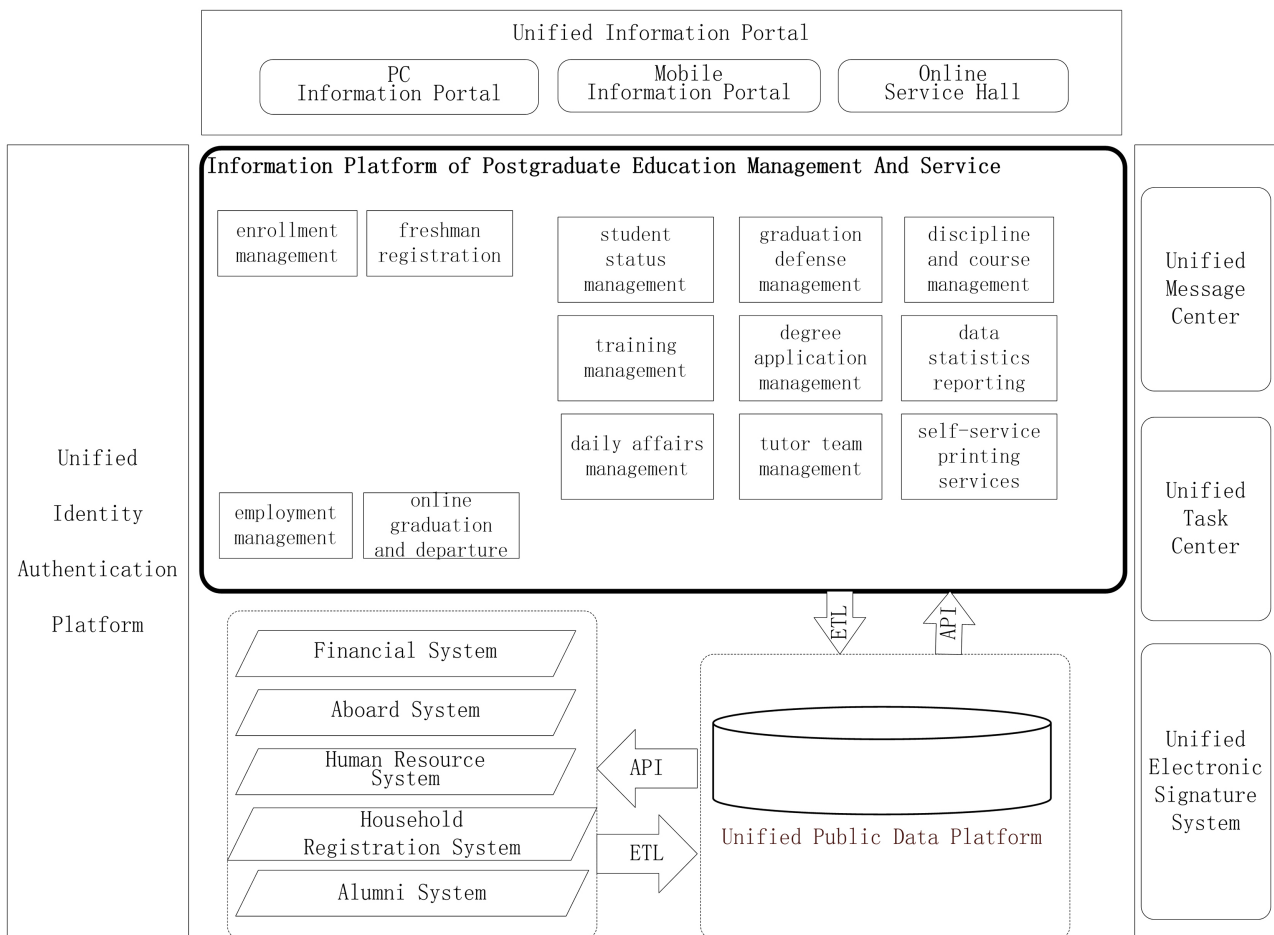 Unified Information Portal
PC
Information Portal
Mobile
Information Portal
Online
Service Hall
Unified
Identity
Authentication
Platform
Information Platform of Postgraduate Education Management And Service
enrollment
management
freshman
registration
student
status
management
graduation
defense
management
discipline
and course
management
training
management
degree
application
management
data
statistics
reporting
daily affairs
management
tutor team
management
self-service
printing
services
employment
management
online
graduation
and departure
ETL
API
Financial System
Aboard System
Human Resource
System
Household
Registration System
Alumni System
API
ETL
Unified Public Data Platform
Unified
Message
Center
Unified
Task
Center
Unified
Electronic
Signature
System